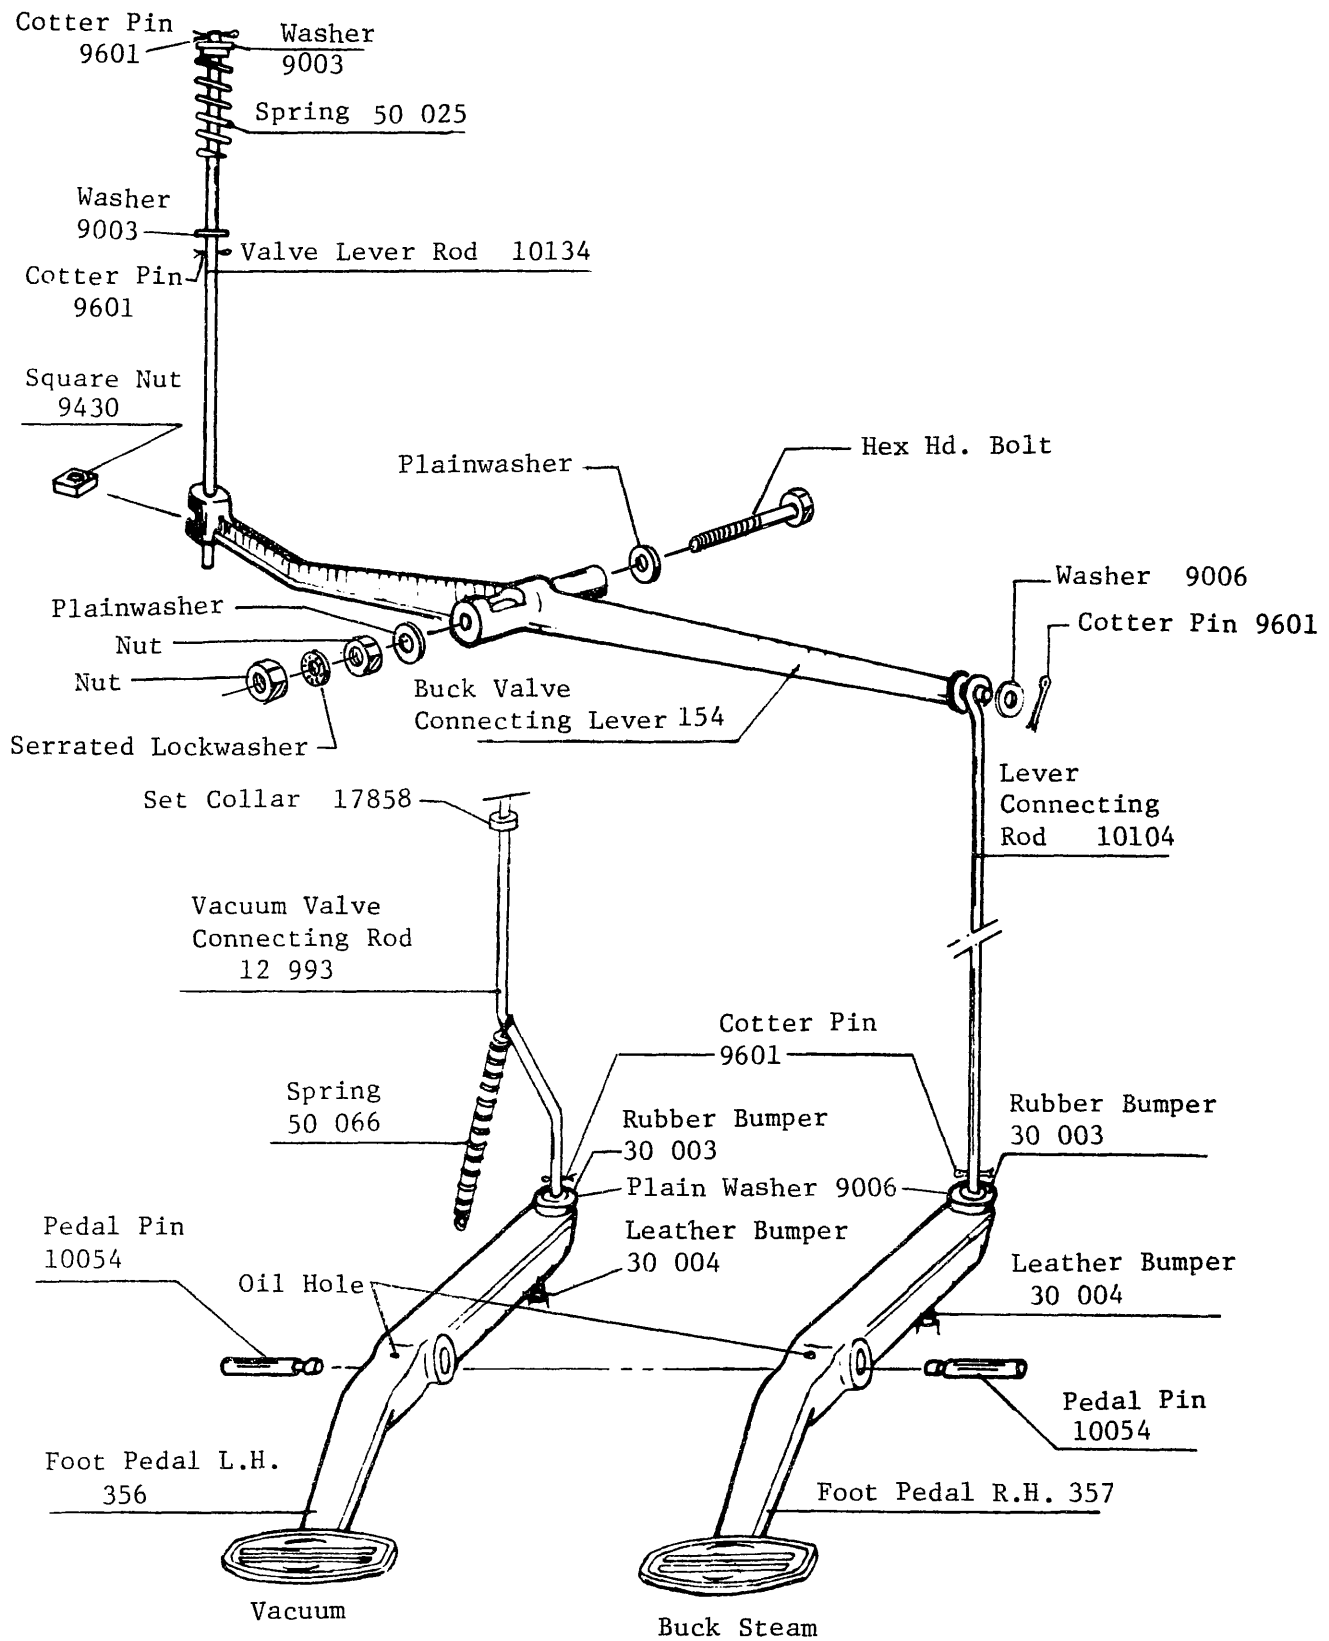 Cotter Pin
9601
Washer
9003
Spring 50 025
Washer
9003
Valve Lever Rod 10134
Cotter Pin
9601
Square Nut
9430
Plainwasher
Hex Hd. Bolt
Washer 9006
Cotter Pin 9601
Plainwasher
Nut
Nut
Serrated Lockwasher
Buck Valve
Connecting Lever 154
Set Collar 17858
Lever
Connecting
Rod 10104
Vacuum Valve
Connecting Rod
12 993
Cotter Pin
9601
Spring
50 066
Rubber Bumper
30 003
Rubber Bumper
30 003
Plain Washer 9006
Pedal Pin
10054
Leather Bumper
30 004
Oil Hole
Leather Bumper
30 004
Pedal Pin
10054
Foot Pedal L.H.
356
Foot Pedal R.H. 357
Vacuum
Buck Steam